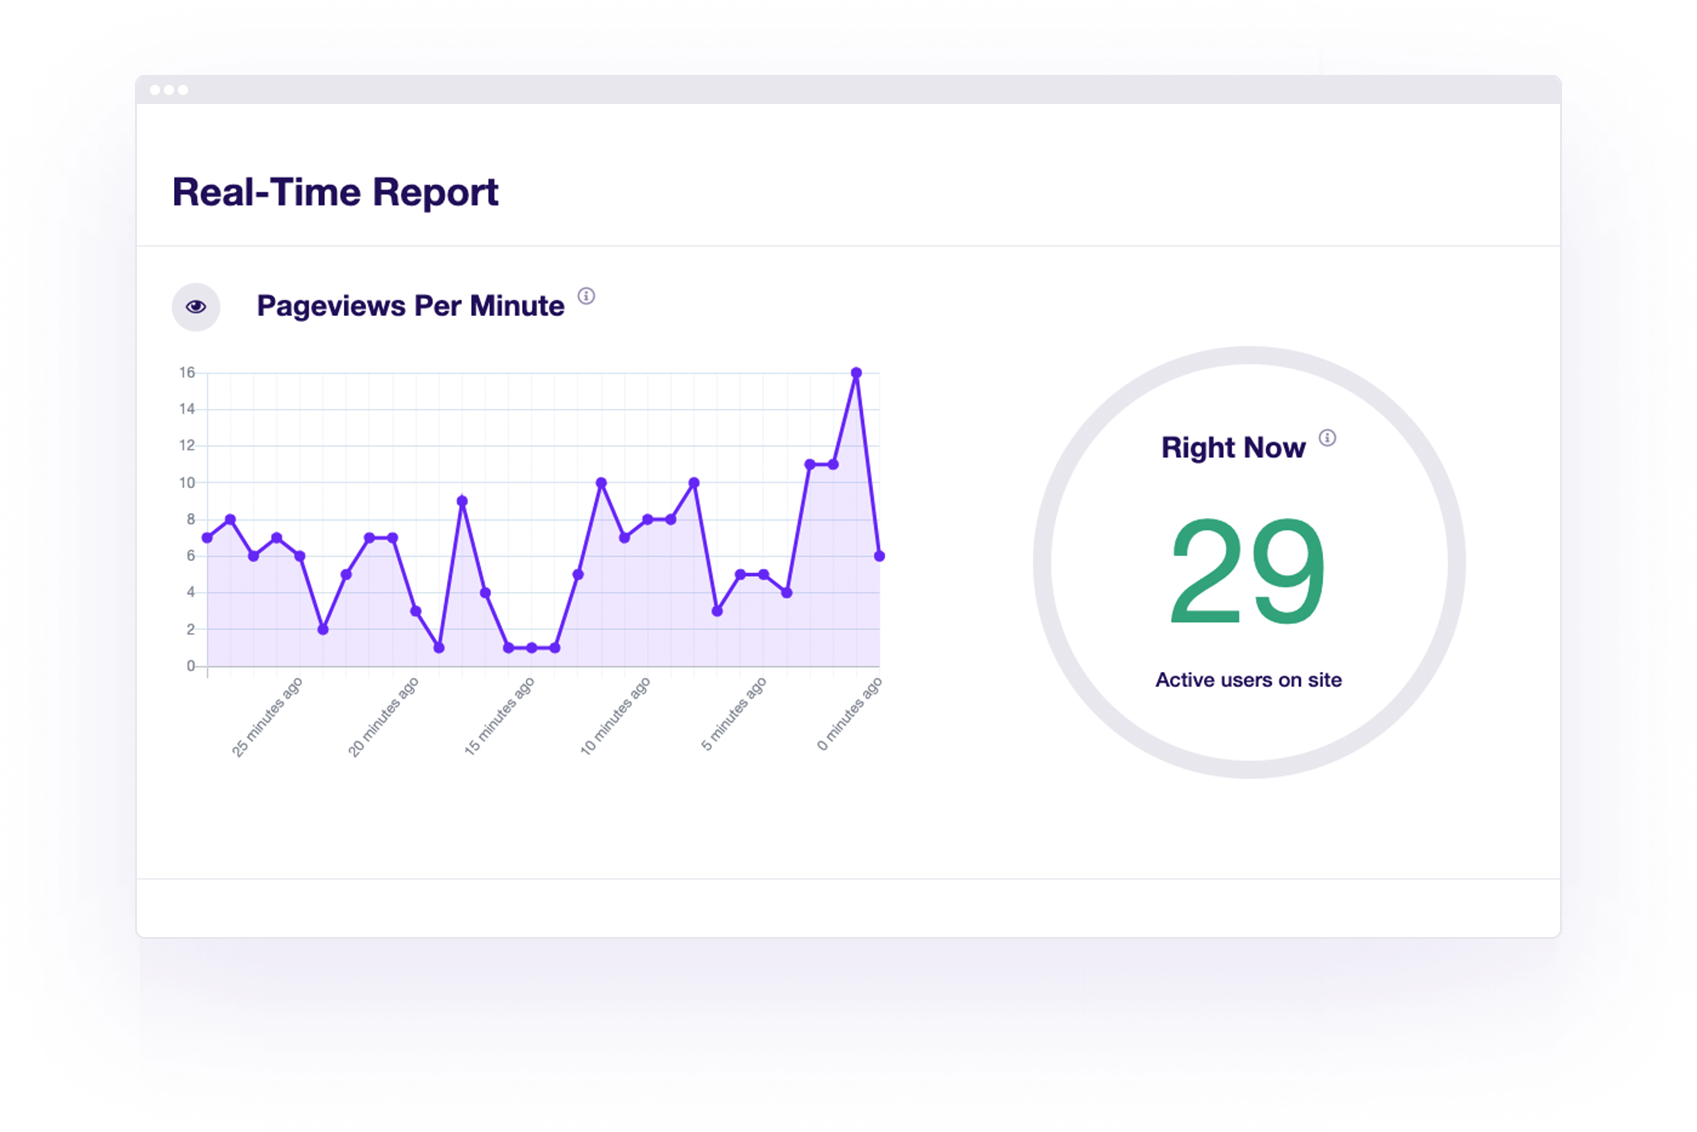 Real-Time Report
Pageviews Per Minute
16
14
12
10
8
6
4
2
0
25 minutes ago
20 minutes ago
15 minutes ago
10 minutes ago
5 minutes ago
0 minutes ago
Right Now
29
Active users on site